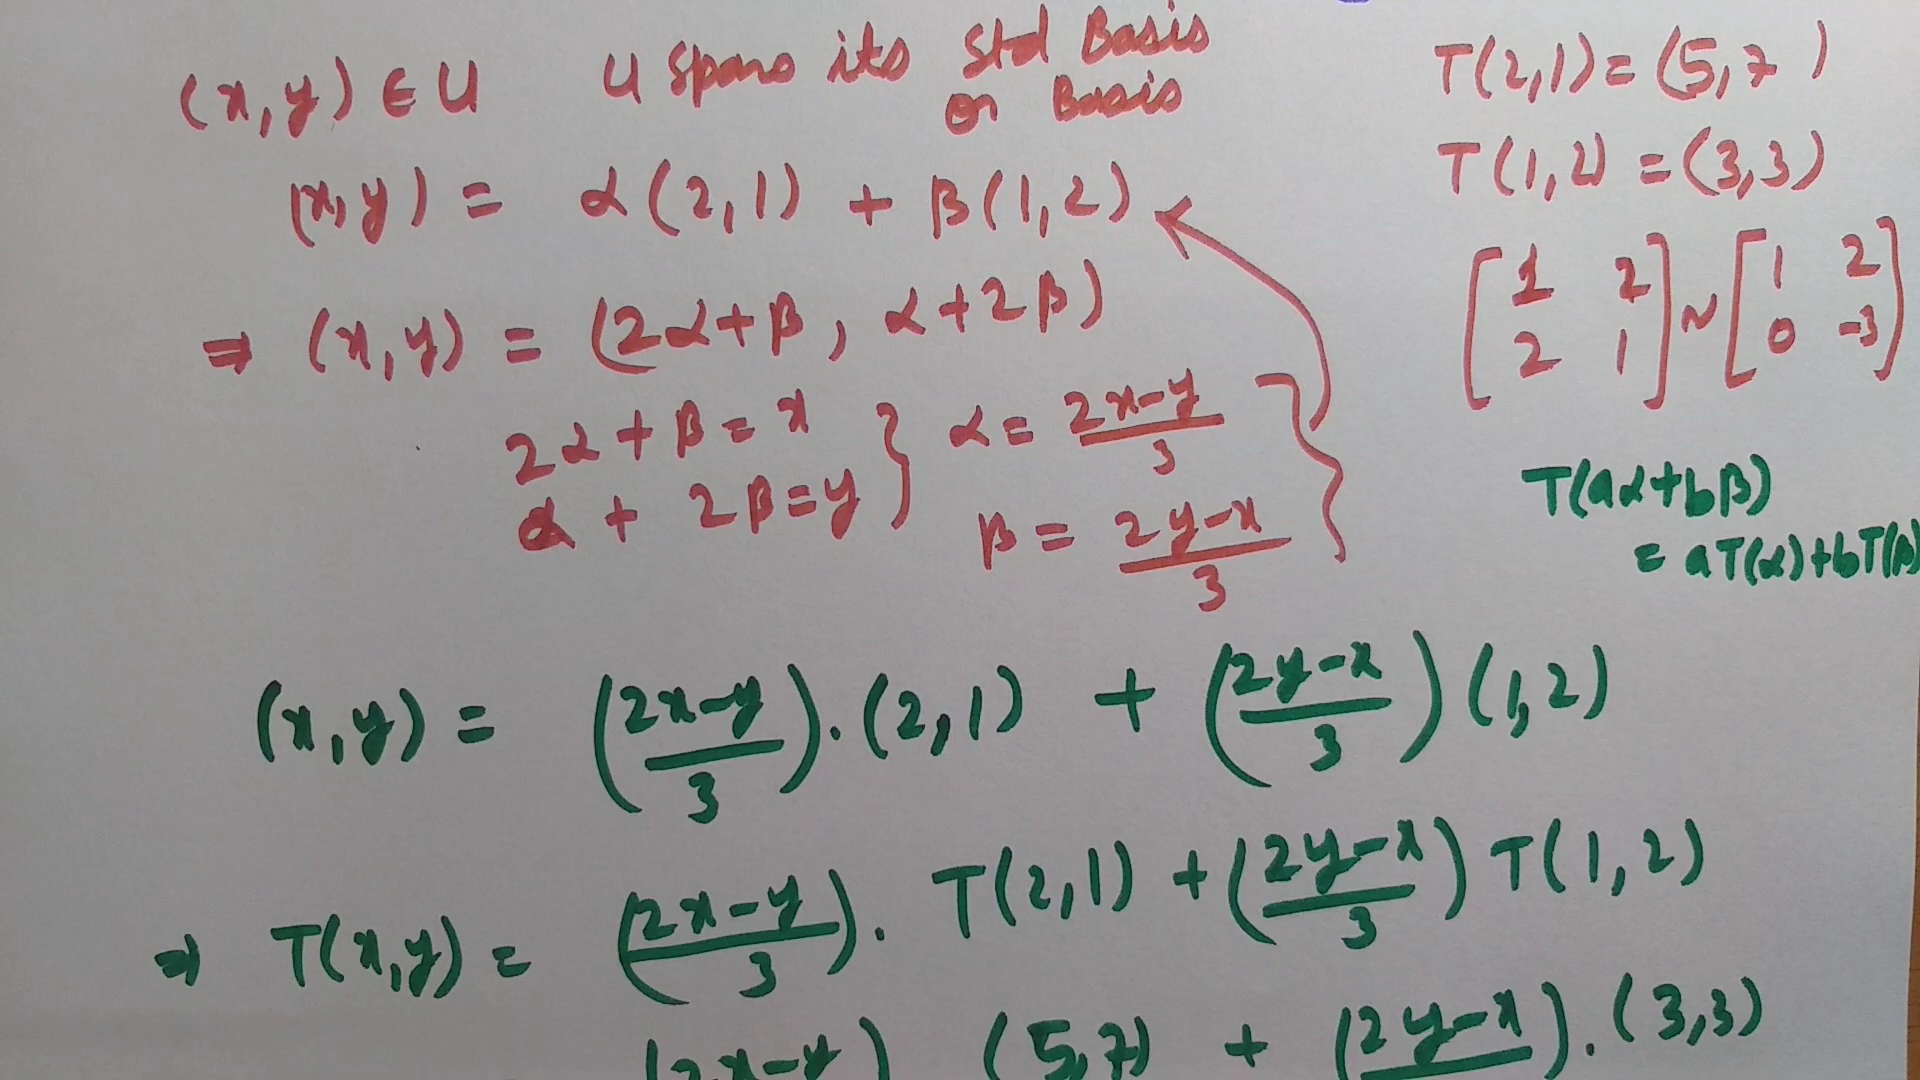 (x,y) ∈ U   U spans its Std Basis
or Basis
(x,y) = α(2,1) + β(1,2)
⇒ (x,y) = (2α+β, α+2β)
2α+β=x } α= 2x-y/3
α + 2β=y β= 2y-x/3
T(2,1)=(5,7)
T(1,2)=(3,3)
[1 2 ~ [1 2
2 1] 0 -3]
T(aα+bβ)
= aT(α)+bT(β)
(x,y) = (2x-y/3).(2,1) + (2y-x/3)(1,2)
⇒ T(x,y)= (2x-y/3). T(2,1)+(2y-x/3)T(1,2)
(2x-y) (5,7) + (2y-x).(3,3)